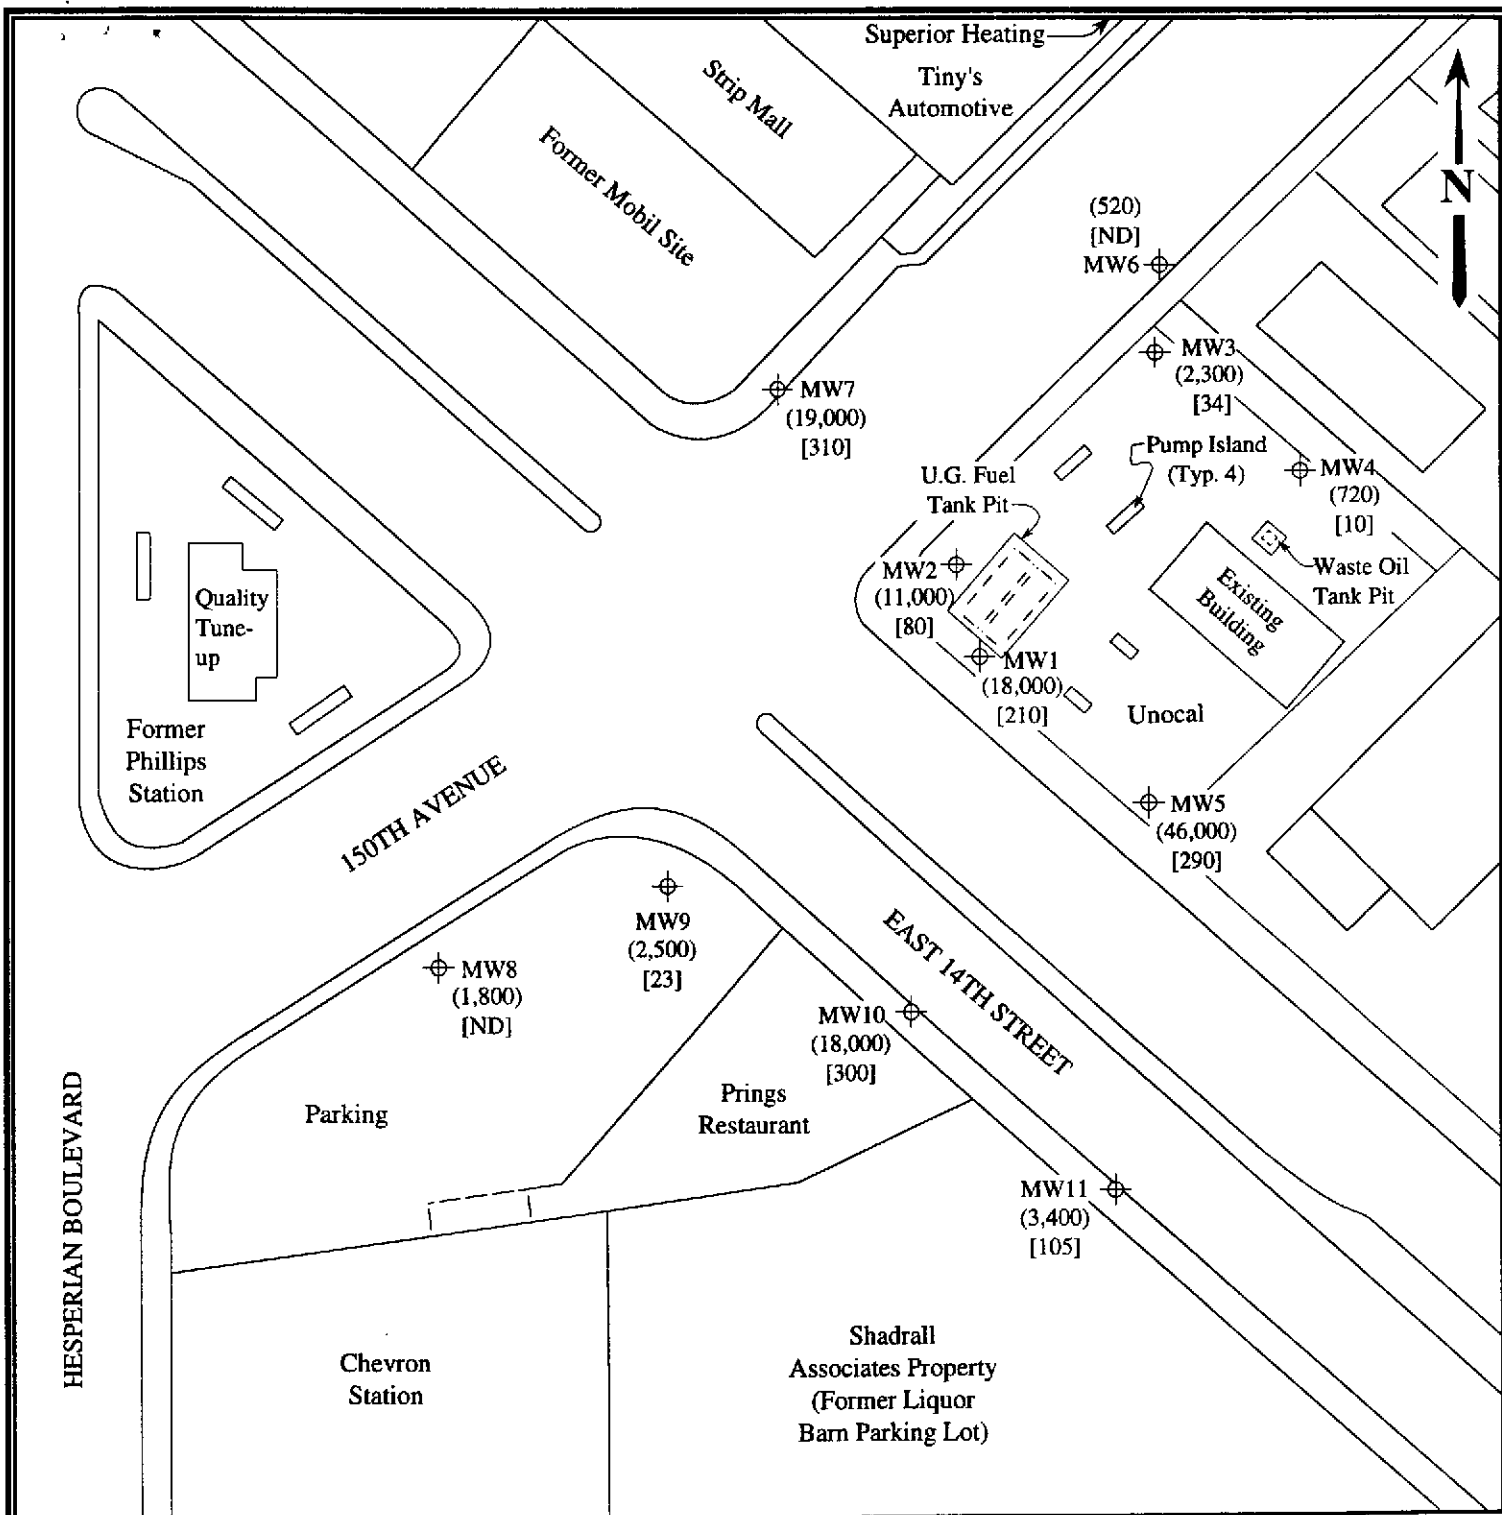 Superior Heating
Tiny's
Automotive
Strip Mall
Former Mobil Site
N
(520)
[ND]
MW6
MW3
(2,300)
[34]
MW7
(19,000)
[310]
Pump Island
(Typ. 4)
MW4
(720)
[10]
U.G. Fuel
Tank Pit
MW2
(11,000)
[80]
Waste Oil
Tank Pit
Existing
Building
Quality
Tune-
up
MW1
(18,000)
[210]
Unocal
Former
Phillips
Station
150TH AVENUE
MW5
(46,000)
[290]
MW9
(2,500)
[23]
EAST 14TH STREET
MW8
(1,800)
[ND]
MW10
(18,000)
[300]
Parking
Prings
Restaurant
HESPERIAN BOULEVARD
MW11
(3,400)
[105]
Chevron
Station
Shadrall
Associates Property
(Former Liquor
Barn Parking Lot)